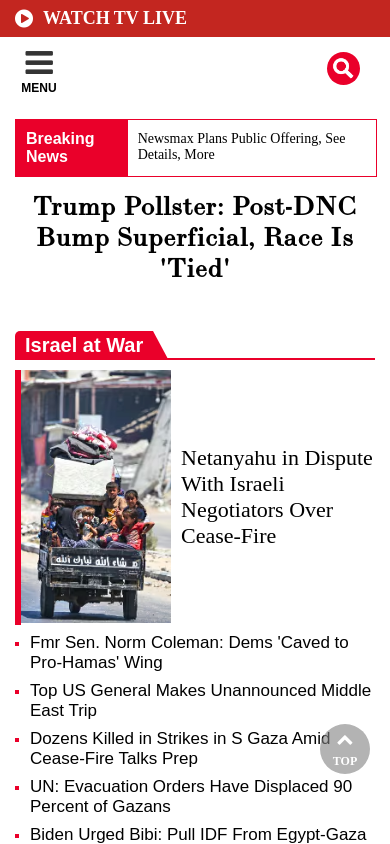 WATCH TV LIVE
MENU
Breaking
News
Newsmax Plans Public Offering, See
Details, More
Trump Pollster: Post-DNC
Bump Superficial, Race Is
'Tied'
Israel at War
Netanyahu in Dispute
With Israeli
Negotiators Over
Cease-Fire
ما شاء الله تبارك الله
Fmr Sen. Norm Coleman: Dems 'Caved to
Pro-Hamas' Wing
Top US General Makes Unannounced Middle
East Trip
Dozens Killed in Strikes in S Gaza Amid
Cease-Fire Talks Prep
UN: Evacuation Orders Have Displaced 90
Percent of Gazans
Biden Urged Bibi: Pull IDF From Egypt-Gaza
TOP